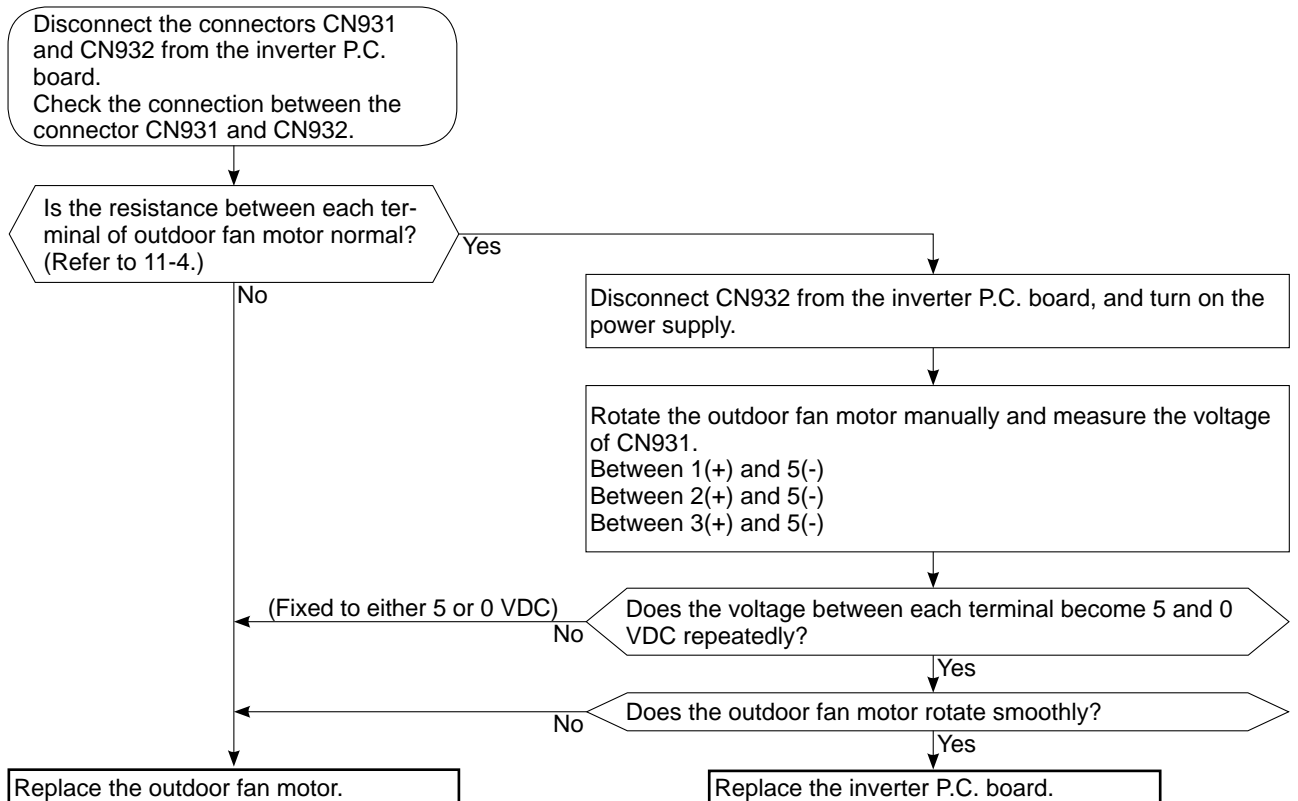 Disconnect the connectors CN931
and CN932 from the inverter P.C.
board.
Check the connection between the
connector CN931 and CN932.
Is the resistance between each ter-
minal of outdoor fan motor normal?
(Refer to 11-4.)
Yes
No
Disconnect CN932 from the inverter P.C. board, and turn on the
power supply.
Rotate the outdoor fan motor manually and measure the voltage
of CN931.
Between 1(+) and 5(-)
Between 2(+) and 5(-)
Between 3(+) and 5(-)
(Fixed to either 5 or 0 VDC)
No
Does the voltage between each terminal become 5 and 0
VDC repeatedly?
Yes
No
Does the outdoor fan motor rotate smoothly?
Yes
Replace the outdoor fan motor.
Replace the inverter P.C. board.